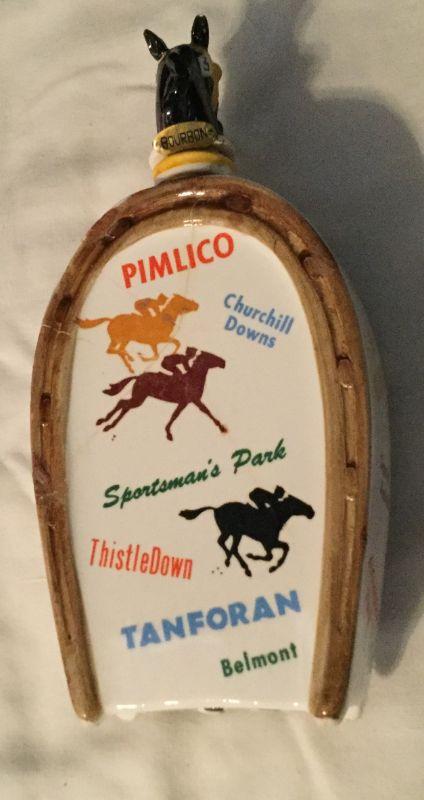 BOURBON
PIMLICO
Churchill
Downs
Sportsman's Park
ThistleDown
TANFORAN
Belmont